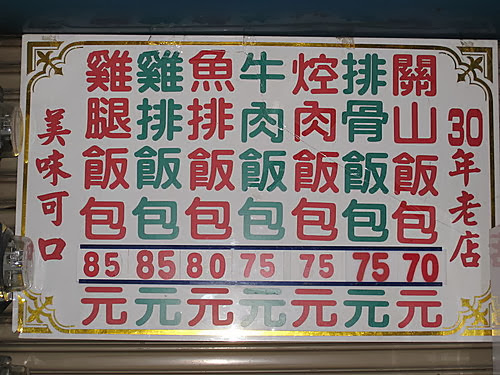 30年老店
關山飯包70元
排骨飯包75元
焢肉飯包75元
牛肉飯包75元
魚排飯包80元
雞排飯包85元
雞腿飯包85元
美味可口